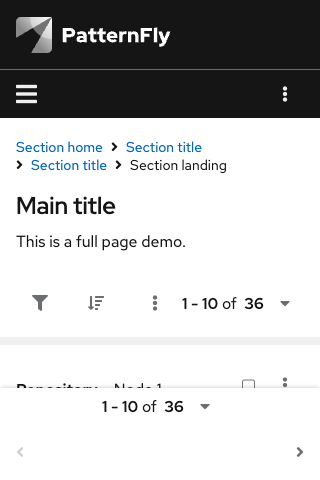 PatternFly
Section home Section title
Section title Section landing
Main title
This is a full page demo.
1 - 10 of 36
Repository – Node 1
1 - 10 of 36